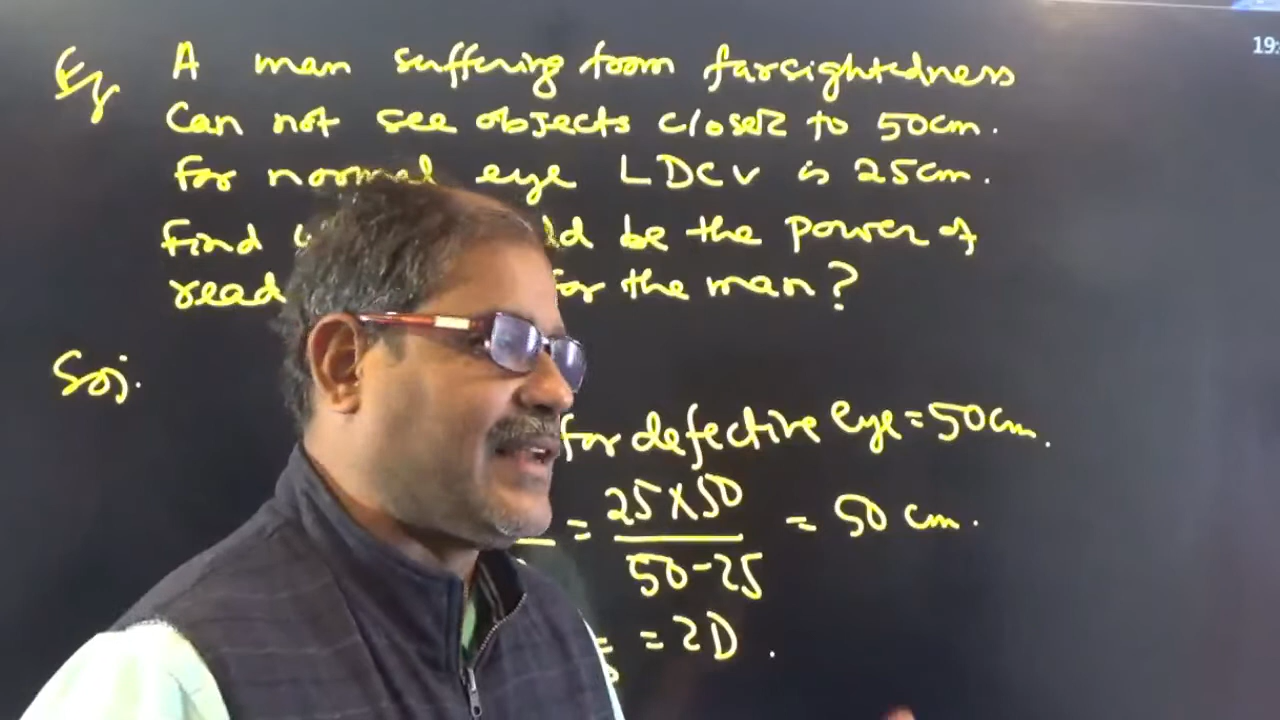 Ex A man suffering from farsightedness
Can not see objects closer to 50cm.
For normal eye LDCV is 25cm.
Find be the power of
read for the man?
Sol.
for defective eye = 50cm.
= 25 X 50 / 50-25 = 50 cm.
= 2D.
19: